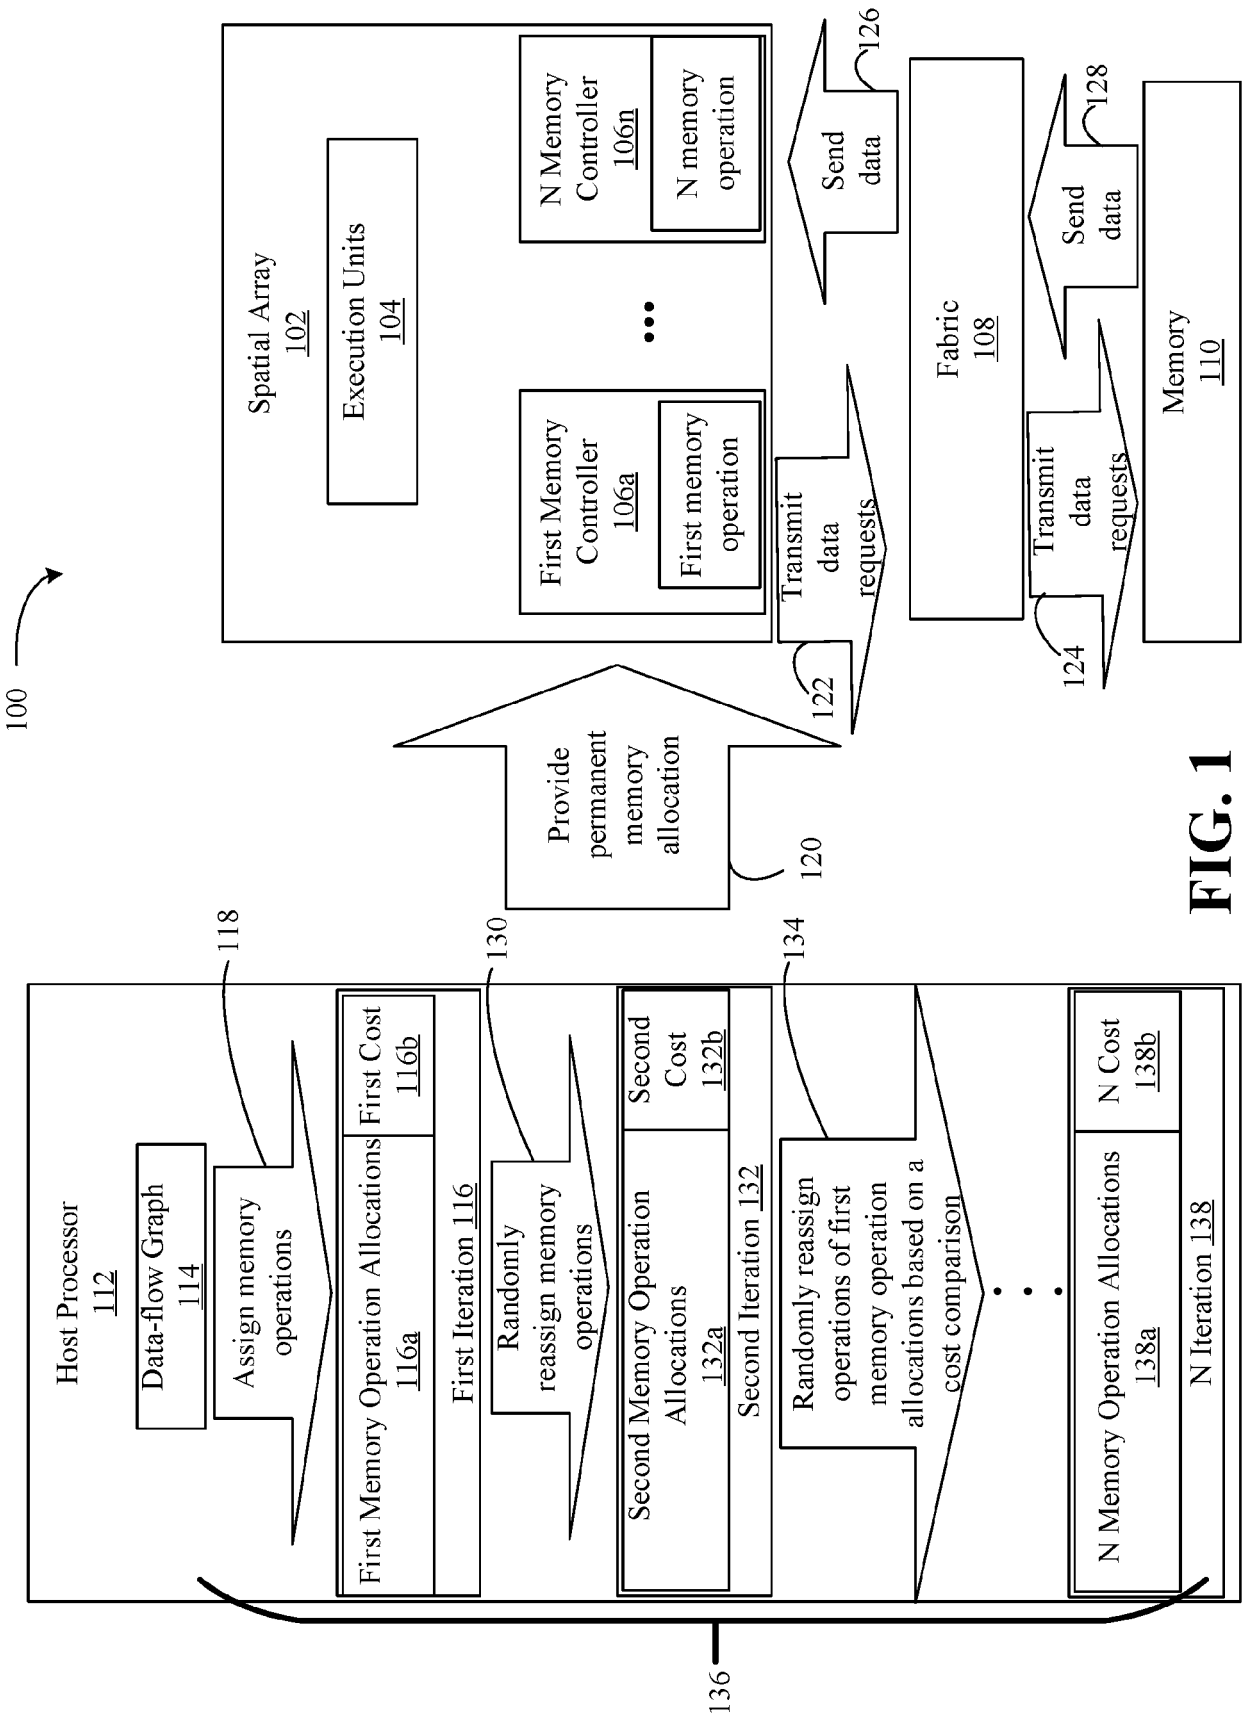 100
Host Processor
112
Data-flow Graph
114
118
Assign memory
operations
First Memory Operation Allocations
116a
First Cost
116b
First Iteration 116
130
Randomly
reassign memory
operations
Second Memory Operation
Allocations
132a
Second
Cost
132b
Second Iteration 132
134
Randomly reassign
operations of first
memory operation
allocations based on a
cost comparison
N Memory Operation Allocations
138a
N Cost
138b
N Iteration 138
136
Provide
permanent
memory
allocation
120
Spatial Array
102
Execution Units
104
First Memory
Controller
106a
First memory
operation
N Memory
Controller
106n
N memory
operation
Transmit
data
requests
122
Send
data
126
Fabric
108
Transmit
data
requests
124
Send
data
128
Memory
110
FIG. 1